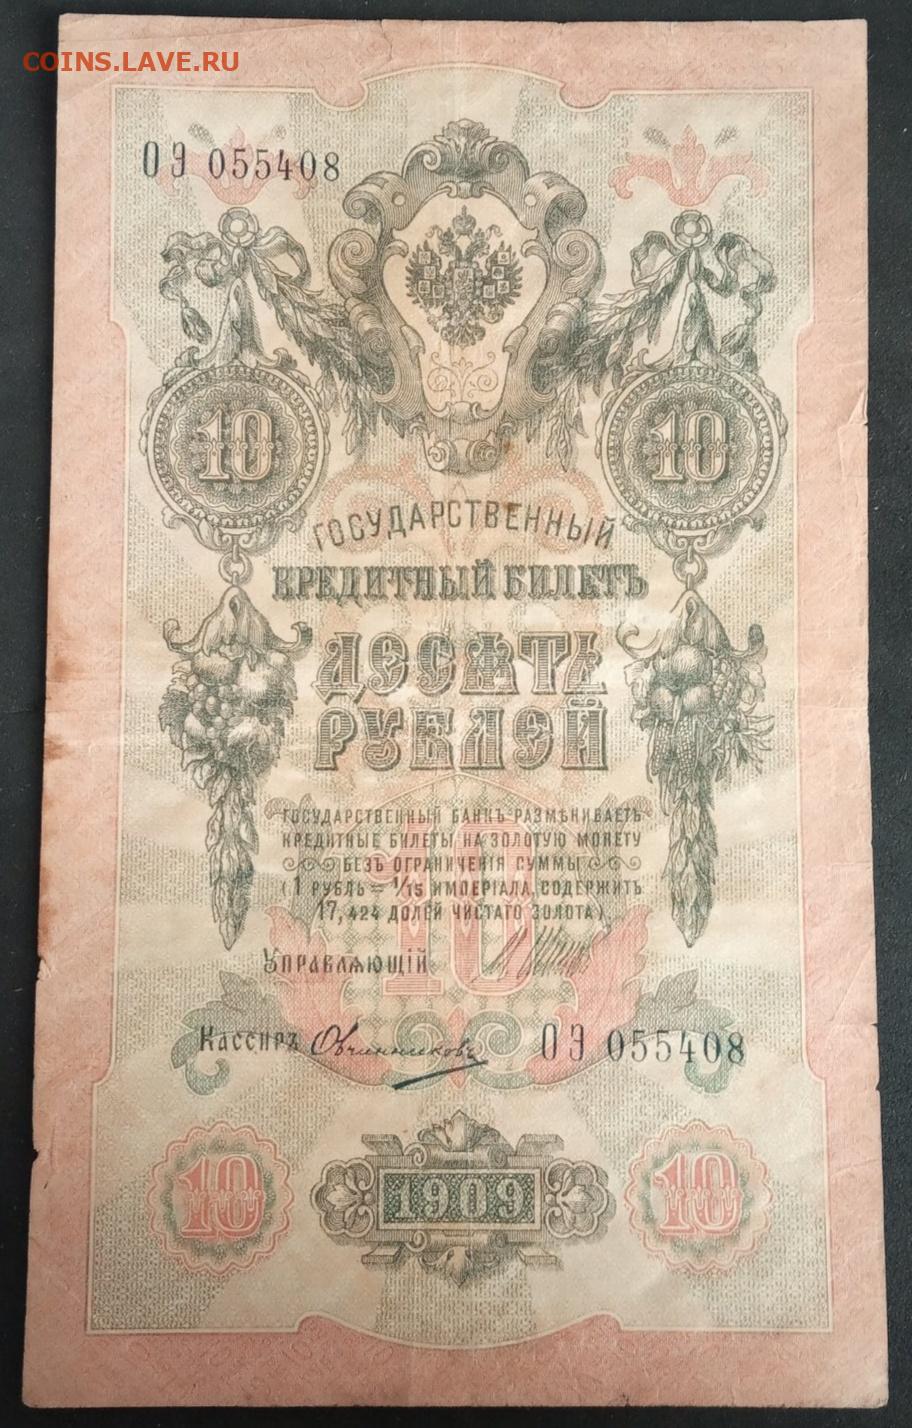 COINS.LAVE.RU
ОЭ 055408
10 10
ГОСУДАРСТВЕННЫЙ
КРЕДИТНЫЙ БИЛЕТЪ
ДЕСЯТЬ
РУБЛЕЙ
ГОСУДАРСТВЕННЫЙ БАНКЪ РАЗМѢНИВАЕТЪ
КРЕДИТНЫЕ БИЛЕТЫ НА ЗОЛОТУЮ МОНЕТУ
БЕЗЪ ОГРАНИЧЕНІЯ СУММЫ
(1 РУБЛЬ = 1/15 ИМПЕРІАЛА, СОДЕРЖИТЪ
17,424 ДОЛЕЙ ЧИСТАГО ЗОЛОТА)
10
УПРАВЛЯЮЩІЙ
Кассиръ Овчинниковъ ОЭ 055408
10 1909 10